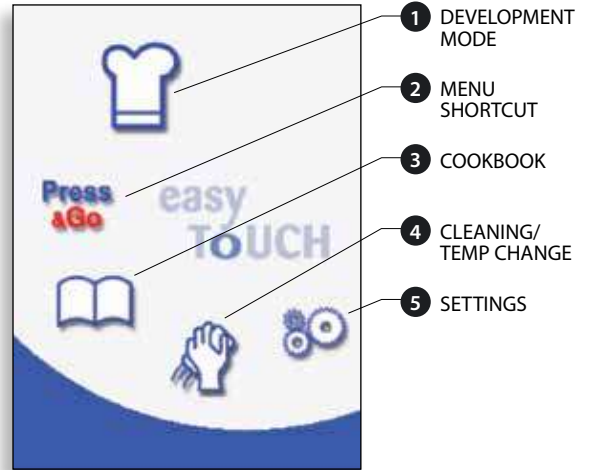 1 DEVELOPMENT
MODE
2 MENU
SHORTCUT
Press
&Go
easy
TOUCH
3 COOKBOOK
4 CLEANING/
TEMP CHANGE
5 SETTINGS